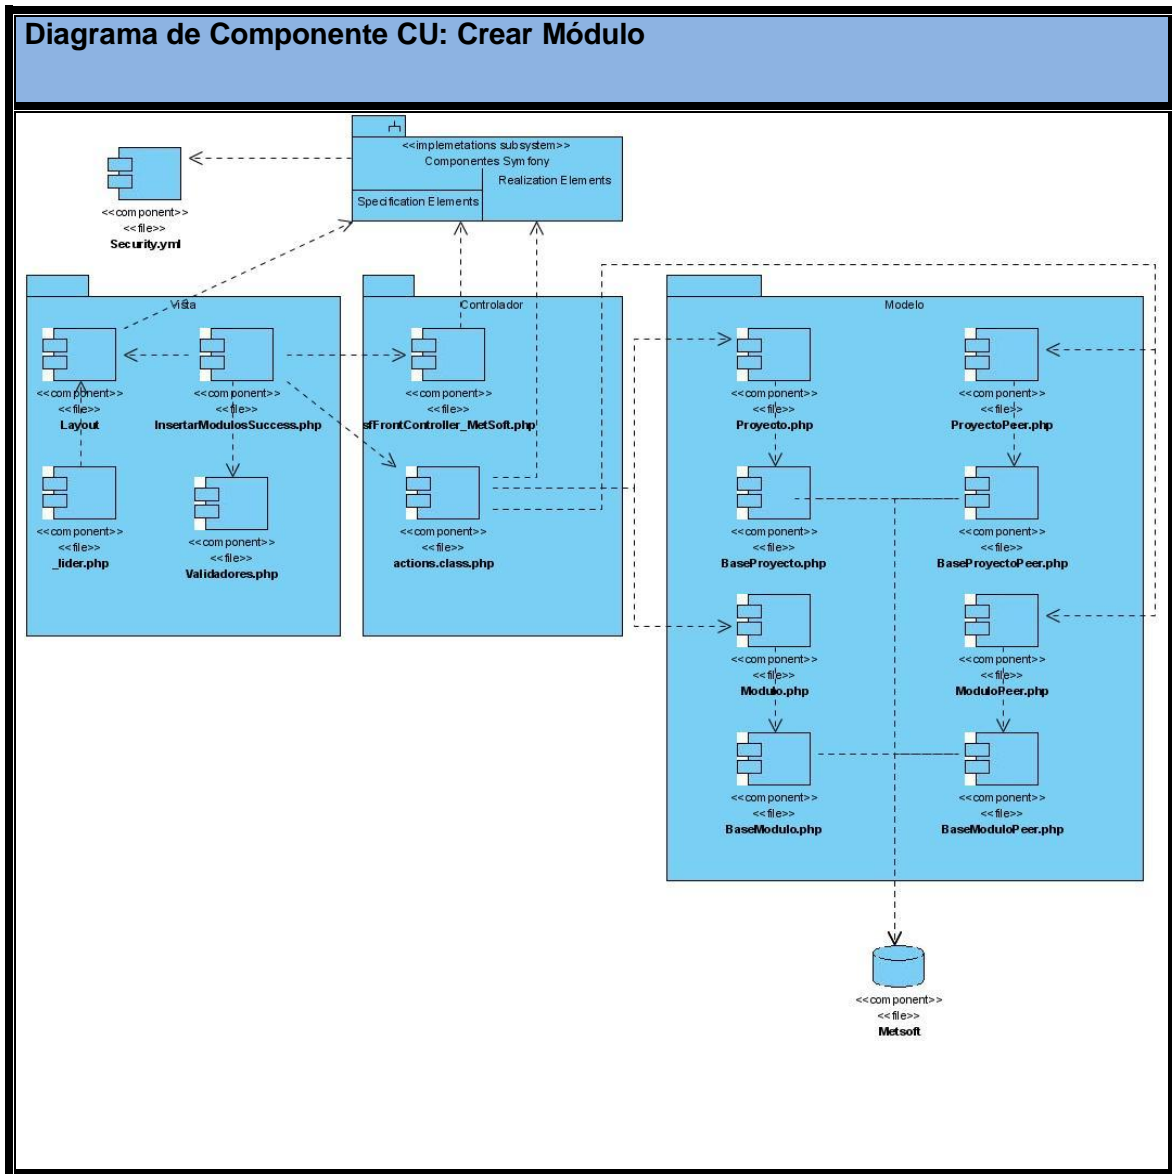 Diagrama de Componente CU: Crear Módulo
<<implemetations subsystem>>
Componentes Symfony
Realization Elements
Specification Elements
<<component>>
<<file>>
Security.yml
Vista
<<component>>
<<file>>
Layout
<<component>>
<<file>>
InsertarModulosSuccess.php
<<component>>
<<file>>
_lider.php
<<component>>
<<file>>
Validadores.php
Controlador
<<component>>
<<file>>
sfFrontController_MetSoft.php
<<component>>
<<file>>
actions.class.php
Modelo
<<component>>
<<file>>
Proyecto.php
<<component>>
<<file>>
ProyectoPeer.php
<<component>>
<<file>>
BaseProyecto.php
<<component>>
<<file>>
BaseProyectoPeer.php
<<component>>
<<file>>
Modulo.php
<<component>>
<<file>>
ModuloPeer.php
<<component>>
<<file>>
BaseModulo.php
<<component>>
<<file>>
BaseModuloPeer.php
<<component>>
<<file>>
Metsoft